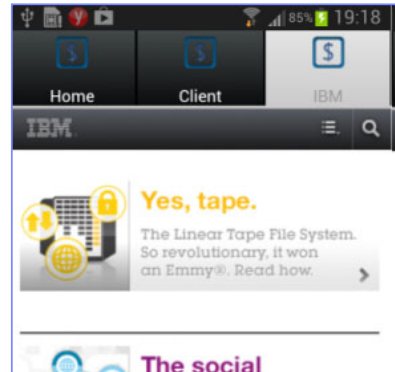 85% 19:18
Home Client IBM
IBM.
Yes, tape.
The Linear Tape File System.
So revolutionary, it won
an Emmy®. Read how.
The social